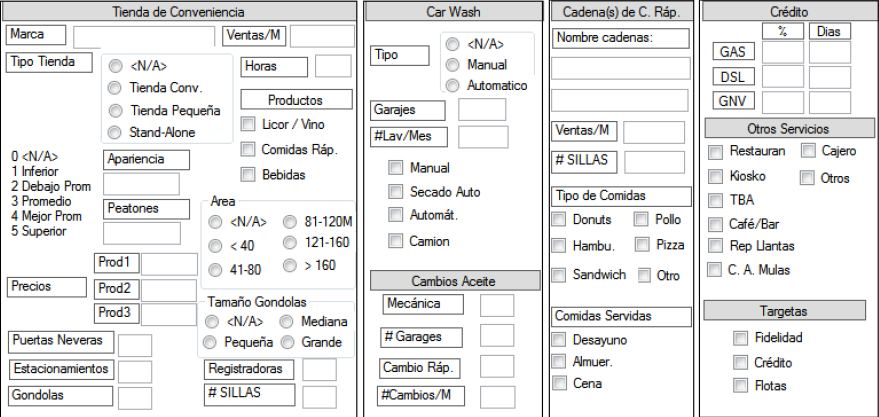 Tienda de Conveniencia
Marca
Ventas/M
Tipo Tienda
<N/A>
Tienda Conv.
Tienda Pequeña
Stand-Alone
Horas
Productos
Licor / Vino
Comidas Ráp.
Bebidas
0 <N/A>
1 Inferior
2 Debajo Prom
3 Promedio
4 Mejor Prom
5 Superior
Apariencia
Peatones
Area
<N/A>
81-120M
< 40
121-160
41-80
> 160
Precios
Prod1
Prod2
Prod3
Tamaño Gondolas
<N/A>
Mediana
Pequeña
Grande
Puertas Neveras
Estacionamientos
Gondolas
Registradoras
# SILLAS
Car Wash
Tipo
<N/A>
Manual
Automatico
Garajes
#Lav/Mes
Manual
Secado Auto
Automát.
Camion
Cambios Aceite
Mecánica
# Garages
Cambio Ráp.
#Cambios/M
Cadena(s) de C. Ráp.
Nombre cadenas:
Ventas/M
# SILLAS
Tipo de Comidas
Donuts
Pollo
Hambu.
Pizza
Sandwich
Otro
Comidas Servidas
Desayuno
Almuer.
Cena
Crédito
%
Dias
GAS
DSL
GNV
Otros Servicios
Restauran
Cajero
Kiosko
Otros
TBA
Café/Bar
Rep Llantas
C. A. Mulas
Targetas
Fidelidad
Crédito
Flotas